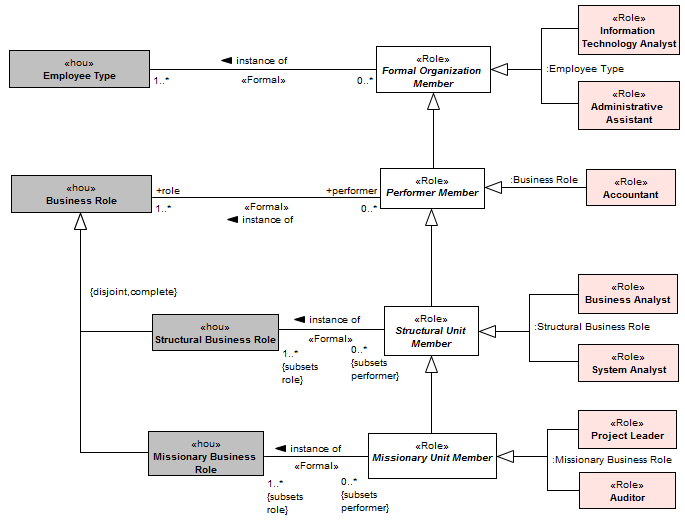 «Role»
Information
Technology Analyst
«hou»
Employee Type
instance of
«Formal»
1..*
0..*
«Role»
Formal Organization
Member
:Employee Type
«Role»
Administrative
Assistant
«hou»
Business Role
+role
1..*
«Formal»
instance of
+performer
0..*
«Role»
Performer Member
:Business Role
«Role»
Accountant
{disjoint,complete}
«hou»
Structural Business Role
instance of
«Formal»
1..*
{subsets
role}
0..*
{subsets
performer}
«Role»
Structural Unit
Member
«Role»
Business Analyst
:Structural Business Role
«Role»
System Analyst
«hou»
Missionary Business
Role
instance of
«Formal»
1..*
{subsets
role}
0..*
{subsets
performer}
«Role»
Missionary Unit Member
«Role»
Project Leader
:Missionary Business Role
«Role»
Auditor